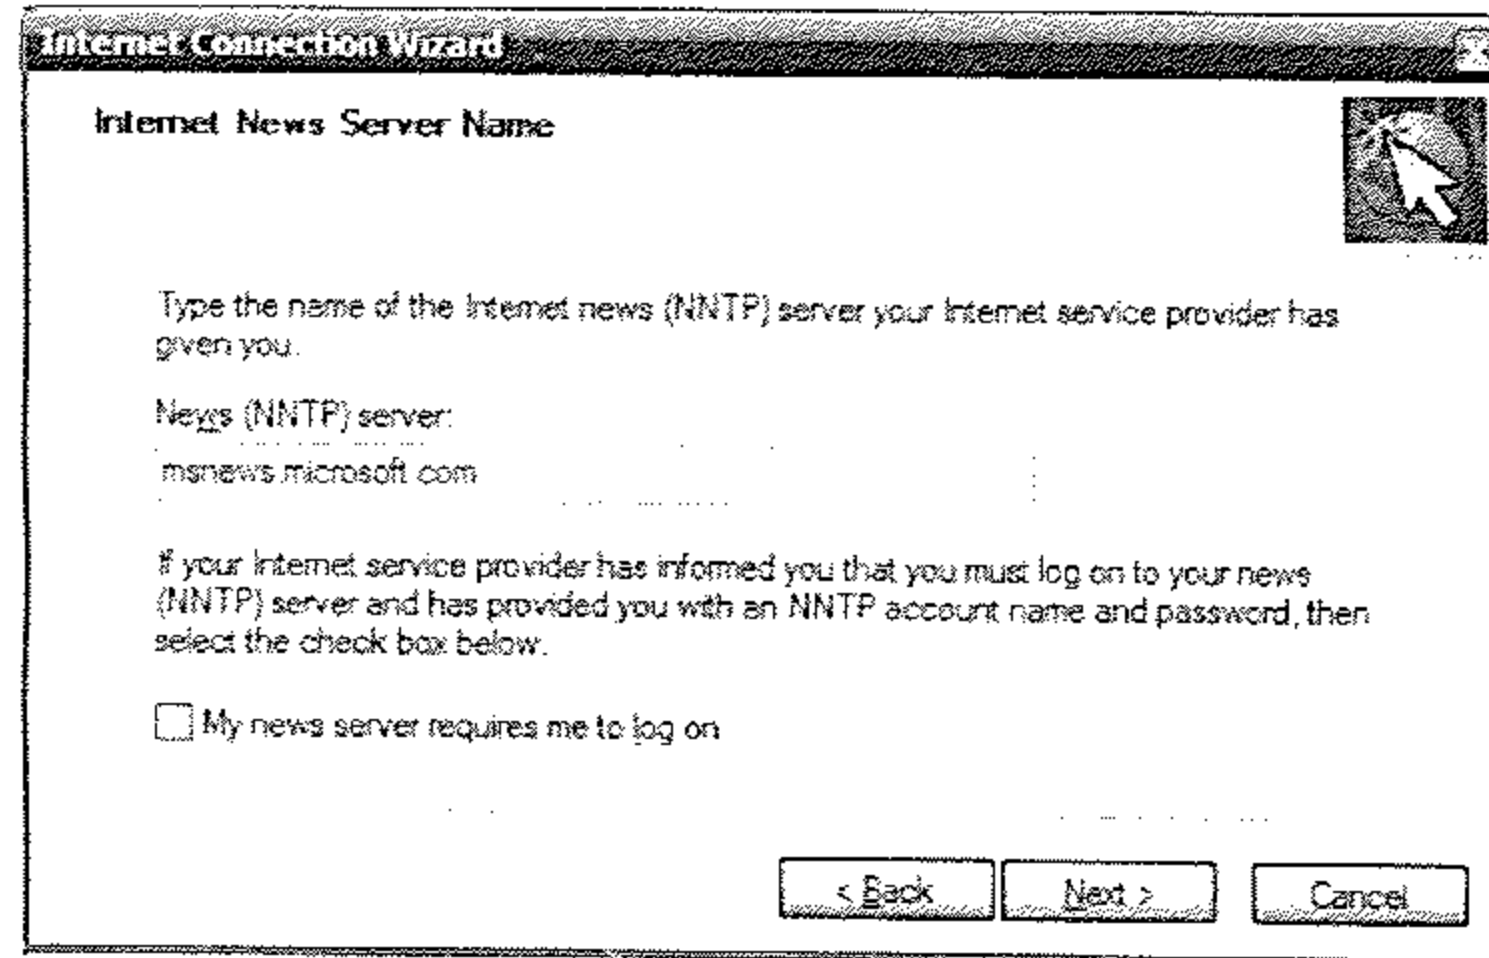 Internet Connection Wizard
Internet News Server Name
Type the name of the Internet news (NNTP) server your Internet service provider has
given you.
News (NNTP) server:
msnews.microsoft.com
If your Internet service provider has informed you that you must log on to your news
(NNTP) server and has provided you with an NNTP account name and password, then
select the check box below.
My news server requires me to log on
< Back Next > Cancel